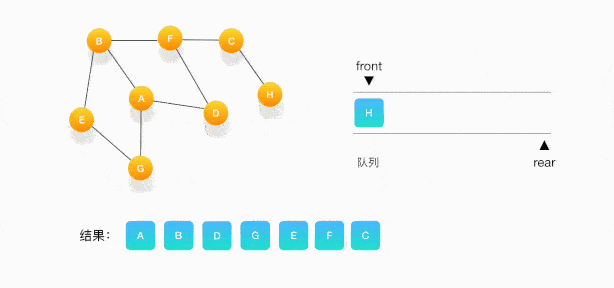 B F C
front
A H
H
E D
队列 rear
G
结果： A B D G E F C